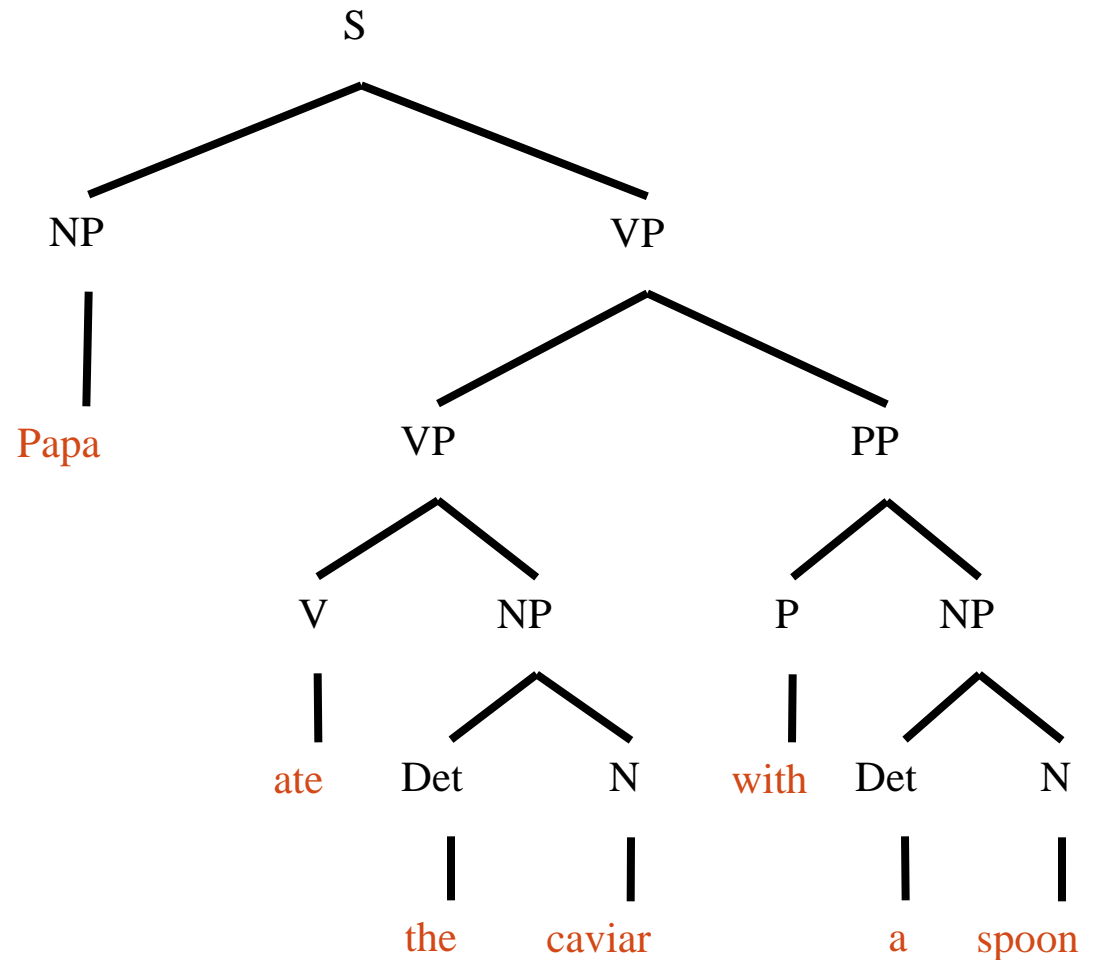 S
NP VP
Papa VP PP
V NP P NP
ate Det N with Det N
the caviar a spoon